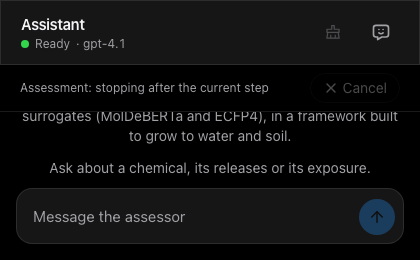 Assistant
Ready · gpt-4.1
Assessment: stopping after the current step
Cancel
surrogates (MolDeBERTa and ECFP4), in a framework built
to grow to water and soil.
Ask about a chemical, its releases or its exposure.
Message the assessor